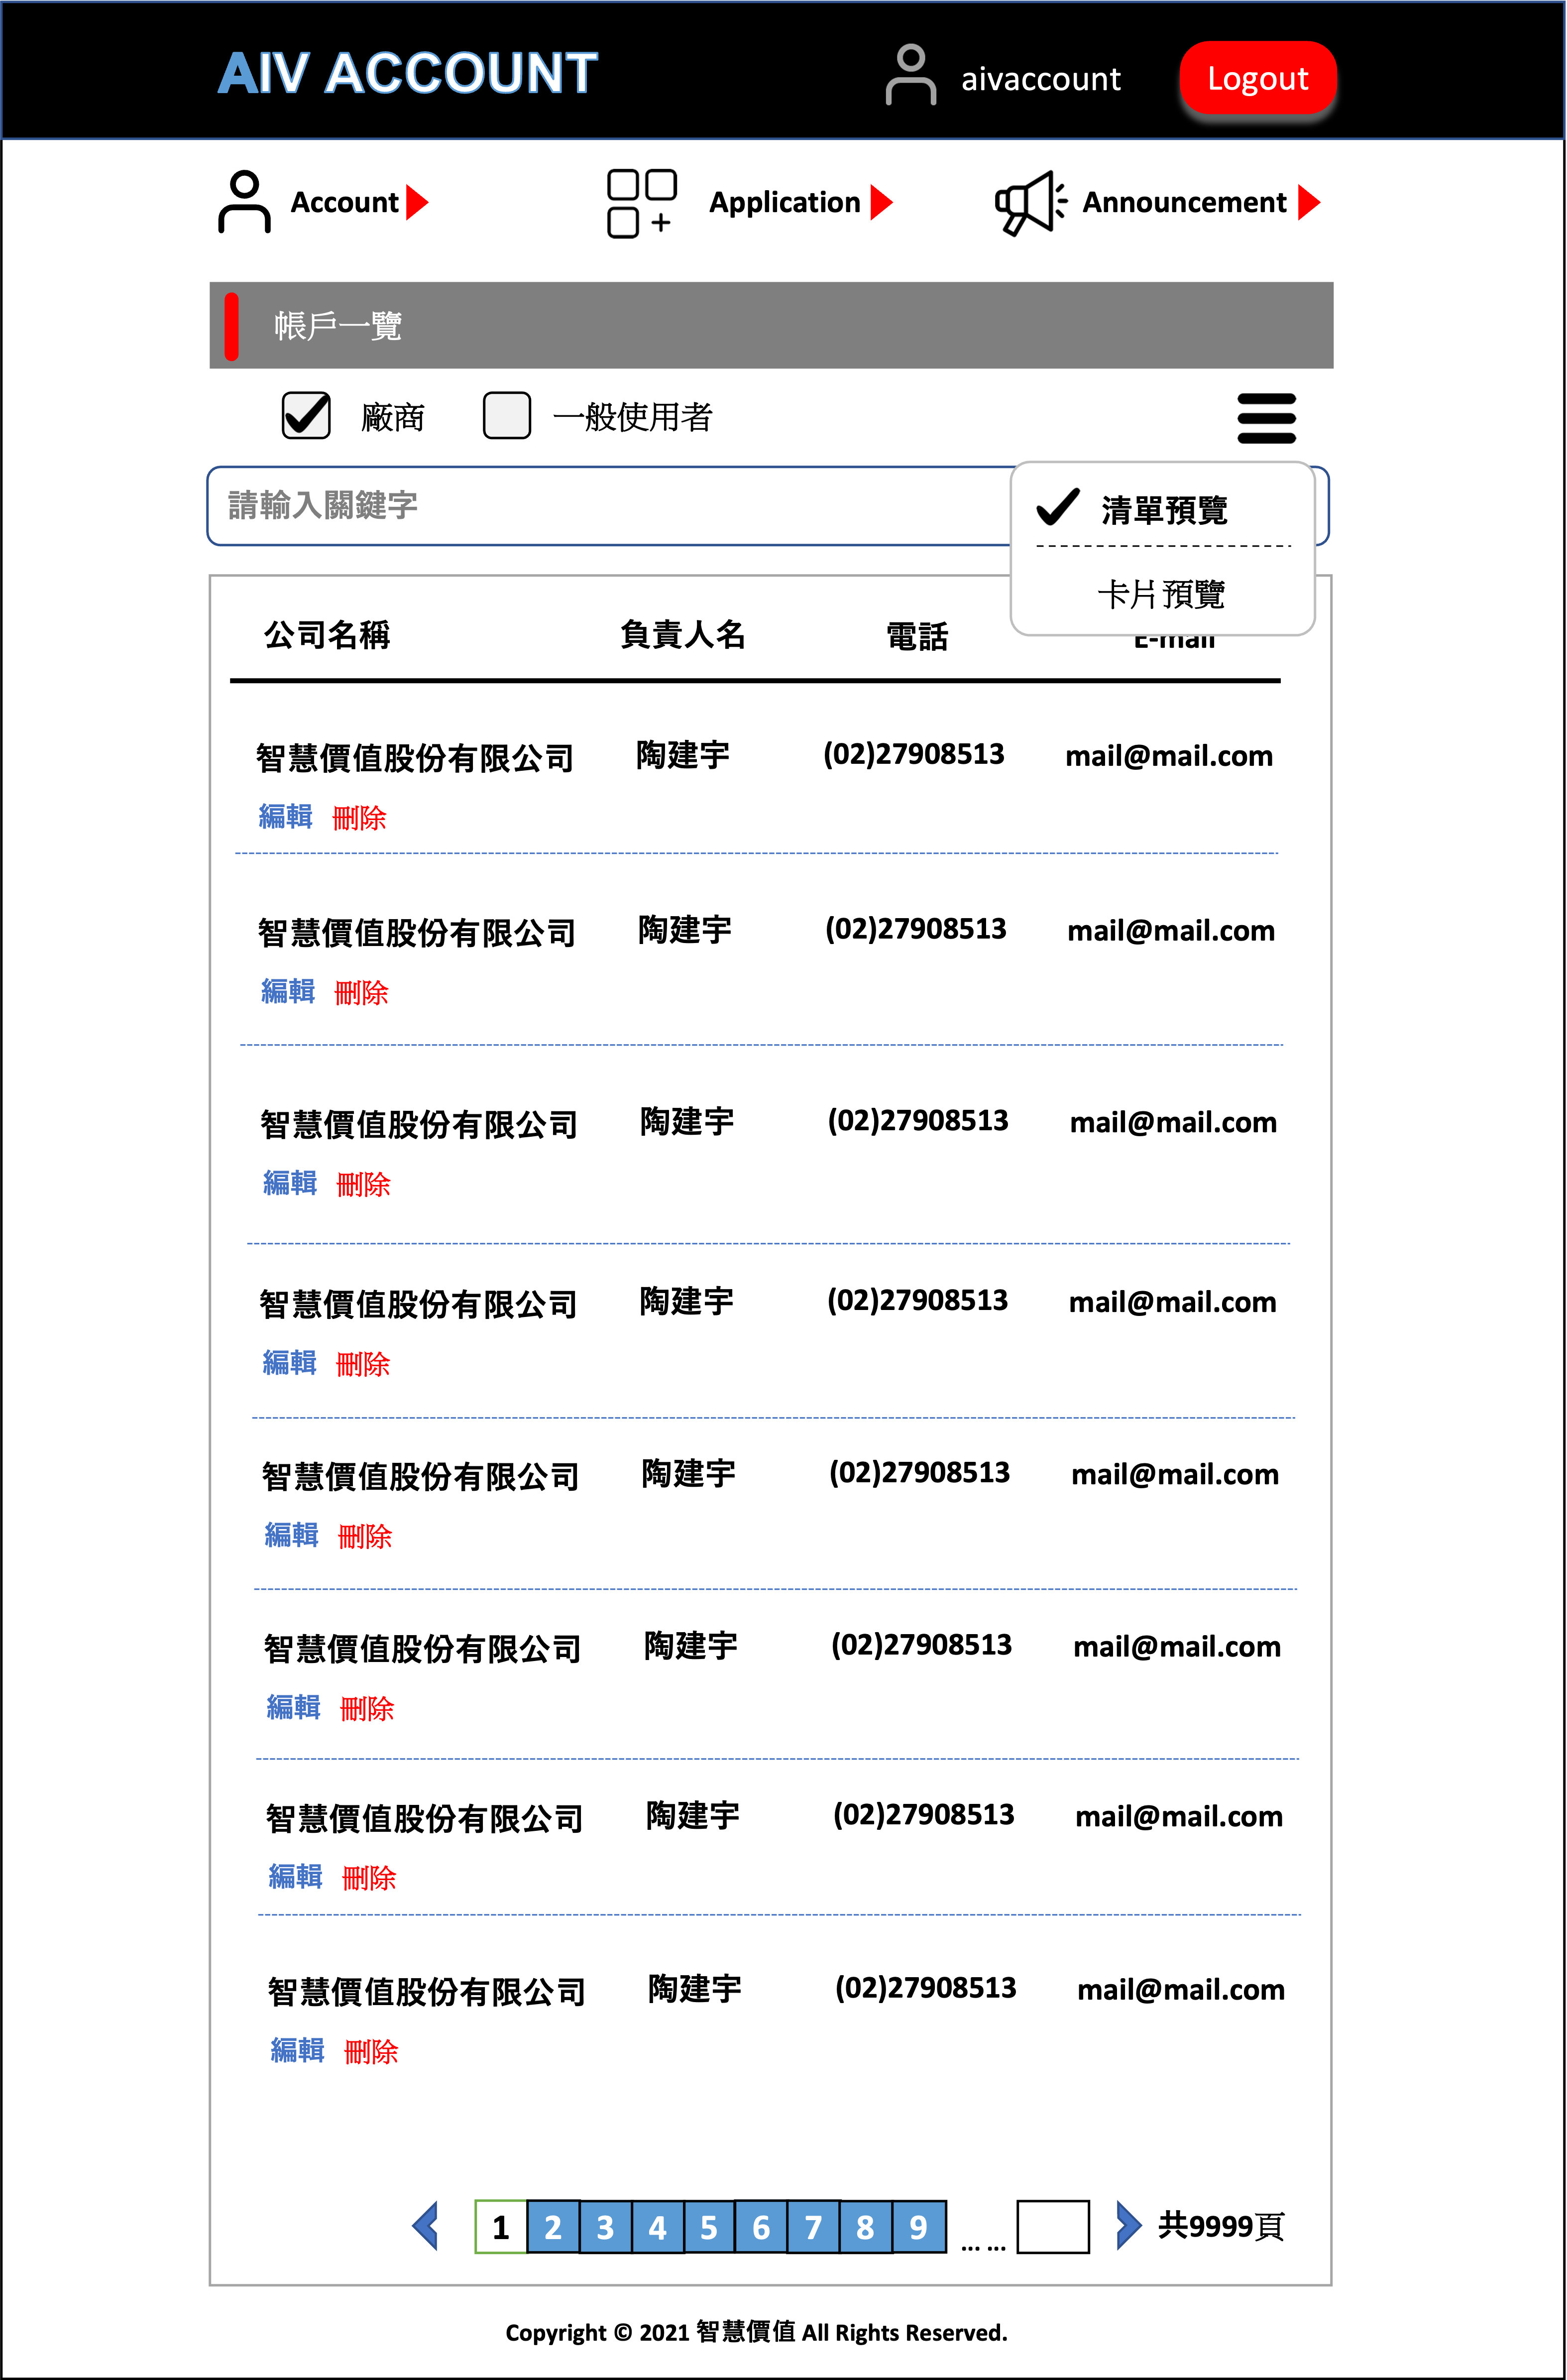 AIV ACCOUNT
aivaccount
Logout
Account
Application
Announcement
帳戶一覽
廠商
一般使用者
請輸入關鍵字
清單預覽
卡片預覽
公司名稱 負責人名 電話 E-mail
智慧價值股份有限公司 陶建宇 (02)27908513 mail@mail.com
編輯 刪除
智慧價值股份有限公司 陶建宇 (02)27908513 mail@mail.com
編輯 刪除
智慧價值股份有限公司 陶建宇 (02)27908513 mail@mail.com
編輯 刪除
智慧價值股份有限公司 陶建宇 (02)27908513 mail@mail.com
編輯 刪除
智慧價值股份有限公司 陶建宇 (02)27908513 mail@mail.com
編輯 刪除
智慧價值股份有限公司 陶建宇 (02)27908513 mail@mail.com
編輯 刪除
智慧價值股份有限公司 陶建宇 (02)27908513 mail@mail.com
編輯 刪除
智慧價值股份有限公司 陶建宇 (02)27908513 mail@mail.com
編輯 刪除
1 2 3 4 5 6 7 8 9 ... ... 共9999頁
Copyright © 2021 智慧價值 All Rights Reserved.